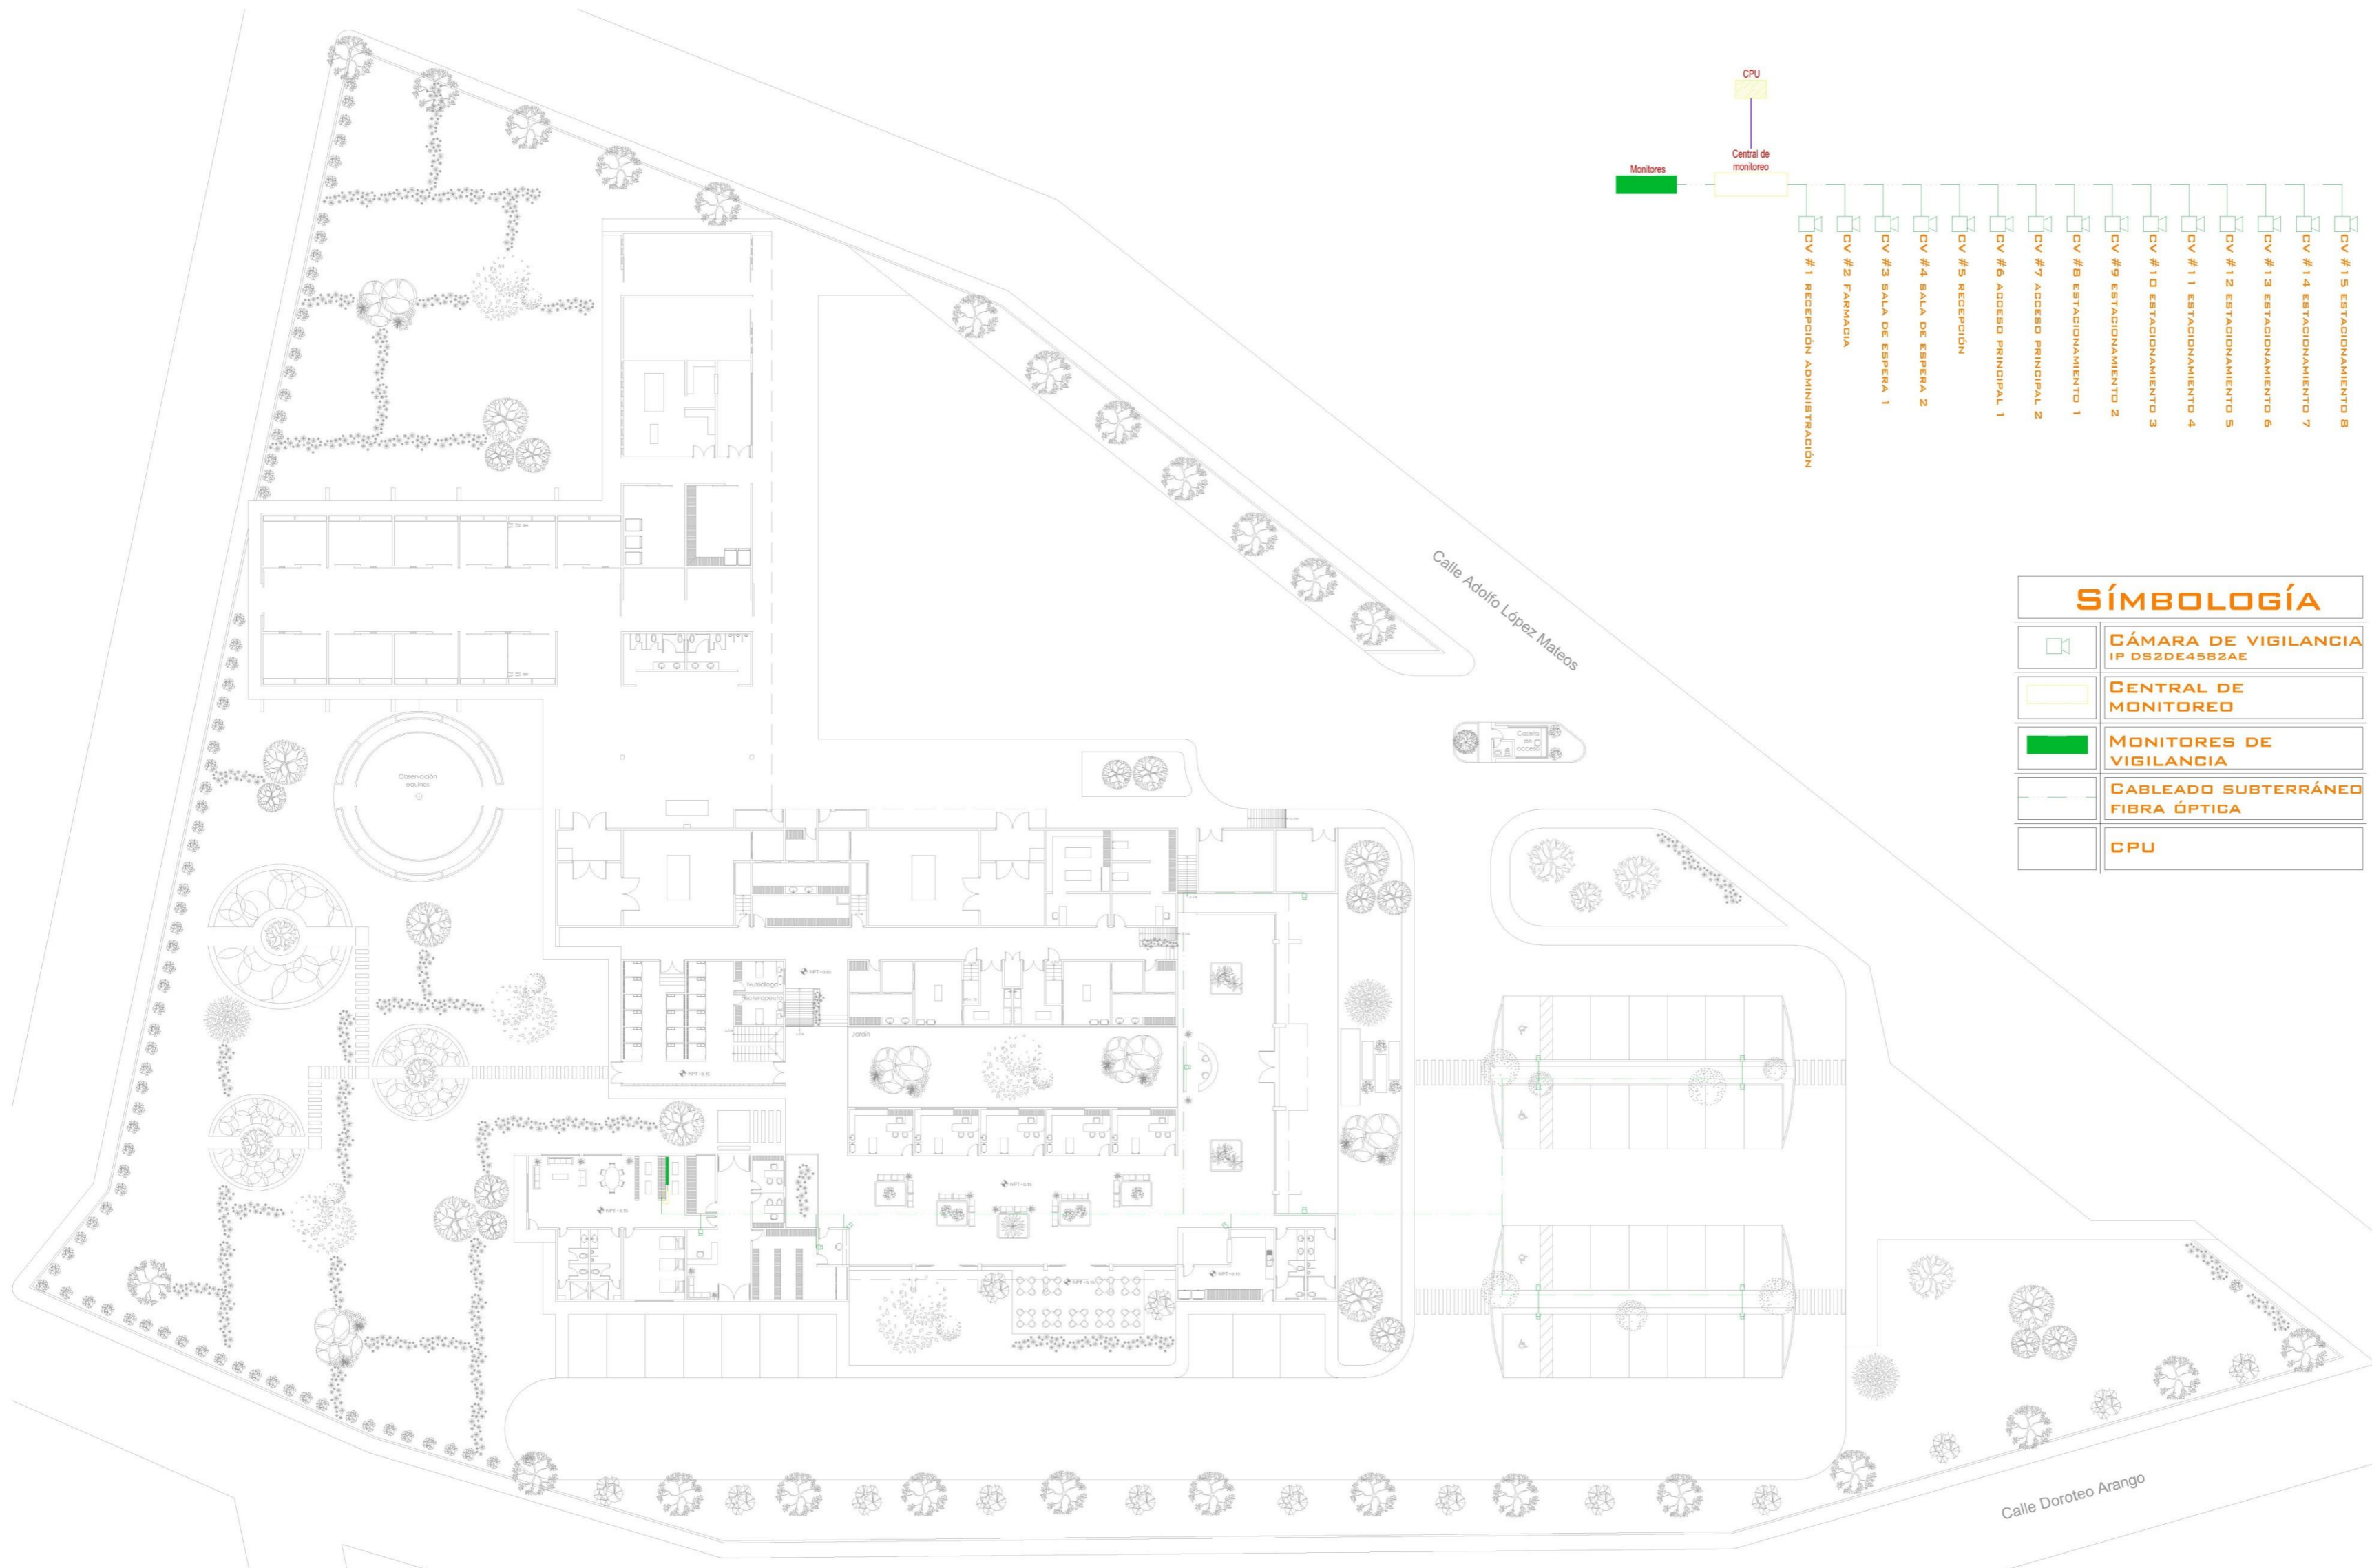 CPU
Central de
monitoreo
Monitores
CV #1 RECEPCIÓN ADMINISTRACIÓN
CV #2 FARMACIA
CV #3 SALA DE ESPERA 1
CV #4 SALA DE ESPERA 2
CV #5 RECEPCIÓN
CV #6 ACCESO PRINCIPAL 1
CV #7 ACCESO PRINCIPAL 2
CV #8 ESTACIONAMIENTO 1
CV #9 ESTACIONAMIENTO 2
CV #10 ESTACIONAMIENTO 3
CV #11 ESTACIONAMIENTO 4
CV #12 ESTACIONAMIENTO 5
CV #13 ESTACIONAMIENTO 6
CV #14 ESTACIONAMIENTO 7
CV #15 ESTACIONAMIENTO 8
Calle Adolfo López Mateos
SÍMBOLOGÍA
CÁMARA DE VIGILANCIA
IP DS2DE4582AE
CENTRAL DE
MONITOREO
MONITORES DE
VIGILANCIA
CABLEADO SUBTERRÁNEO
FIBRA ÓPTICA
CPU
Caseta
de
acceso
Observación
equinos
Jardín
Calle Doroteo Arango